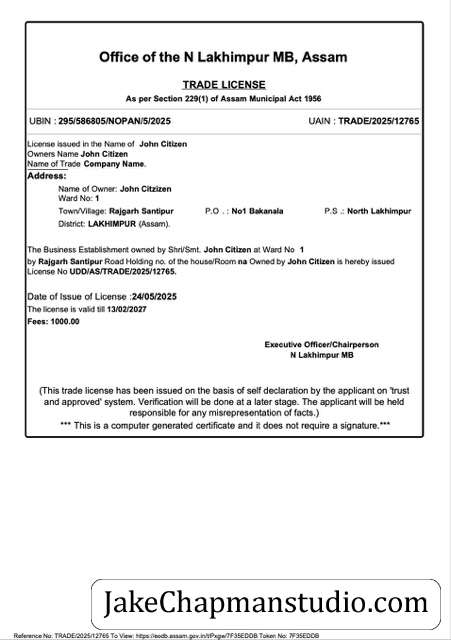 Office of the N Lakhimpur MB, Assam
TRADE LICENSE
As per Section 229(1) of Assam Municipal Act 1956
UBIN : 295/586805/NOPAN/5/2025 UAIN : TRADE/2025/12765
License issued in the Name of John Citizen
Owners Name John Citizen
Name of Trade Company Name.
Address:
Name of Owner: John Citzizen
Ward No: 1
Town/Village: Rajgarh Santipur P.O . : No1 Bakanala P.S .: North Lakhimpur
District: LAKHIMPUR (Assam).
The Business Establishment owned by Shri/Smt. John Citizen at Ward No 1
by Rajgarh Santipur Road Holding no. of the house/Room na Owned by John Citizen is hereby issued
License No UDD/AS/TRADE/2025/12765.
Date of Issue of License :24/05/2025
The license is valid till 13/02/2027
Fees: 1000.00
Executive Officer/Chairperson
N Lakhimpur MB
(This trade license has been issued on the basis of self declaration by the applicant on 'trust
and approved' system. Verification will be done at a later stage. The applicant will be held
responsible for any misrepresentation of facts.)
*** This is a computer generated certificate and it does not require a signature.***
JakeChapmanstudio.com
Reference No: TRADE/2025/12765 To View: https://eodb.assam.gov.in/t/Pxgw/7F35EDDB Token No: 7F35EDDB